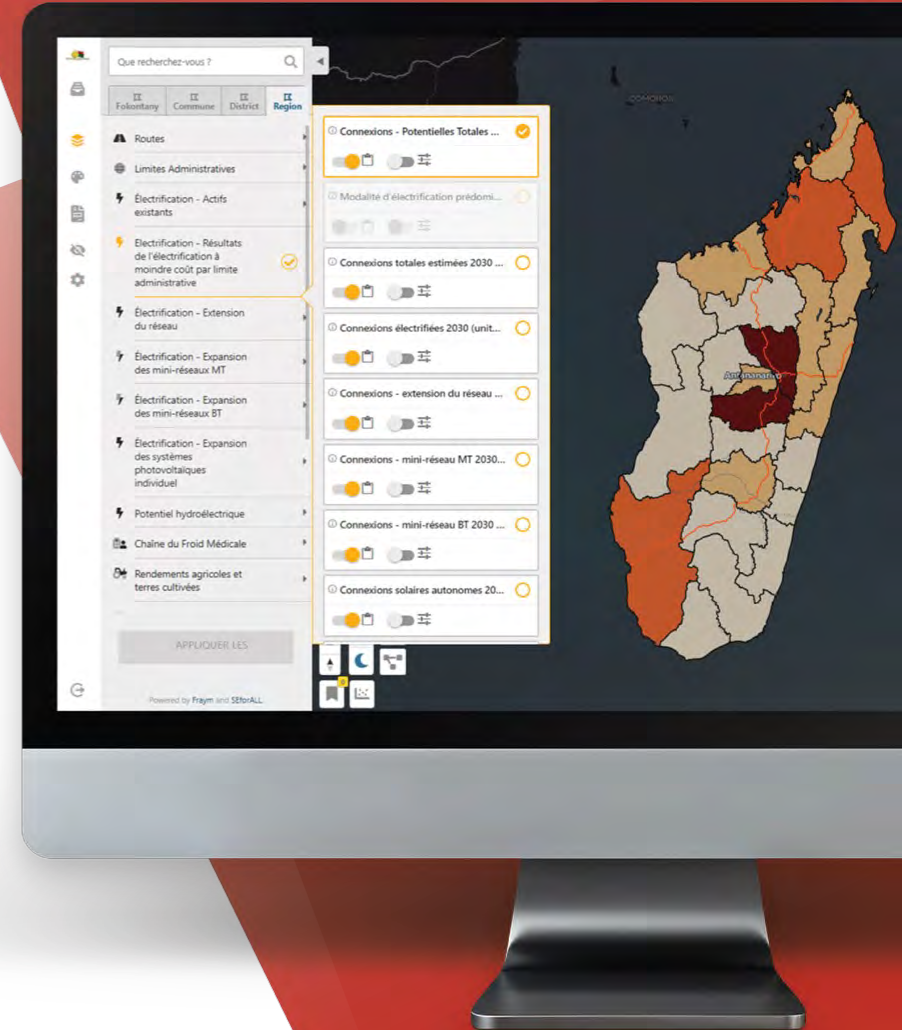 Que recherchez-vous ?
Fokontany
Commune
District
Region
Routes
Limites Administratives
Électrification - Actifs
existants
Electrification - Résultats
de l'électrification à
moindre coût par limite
administrative
Électrification - Extension
du réseau
Électrification - Expansion
des mini-réseaux MT
Électrification - Expansion
des mini-réseaux BT
Électrification - Expansion
des systèmes
photovoltaïques
individuel
Potentiel hydroélectrique
Chaîne du Froid Médicale
Rendements agricoles et
terres cultivées
APPLIQUER LES
Powered by Fraym and SEforALL
Connexions - Potentielles Totales ...
Modalité d'électrification prédomi...
Connexions totales estimées 2030 ...
Connexions électrifiées 2030 (unit...
Connexions - extension du réseau ...
Connexions - mini-réseau MT 2030...
Connexions - mini-réseau BT 2030 ...
Connexions solaires autonomes 20...
COMOROS
Antananarivo